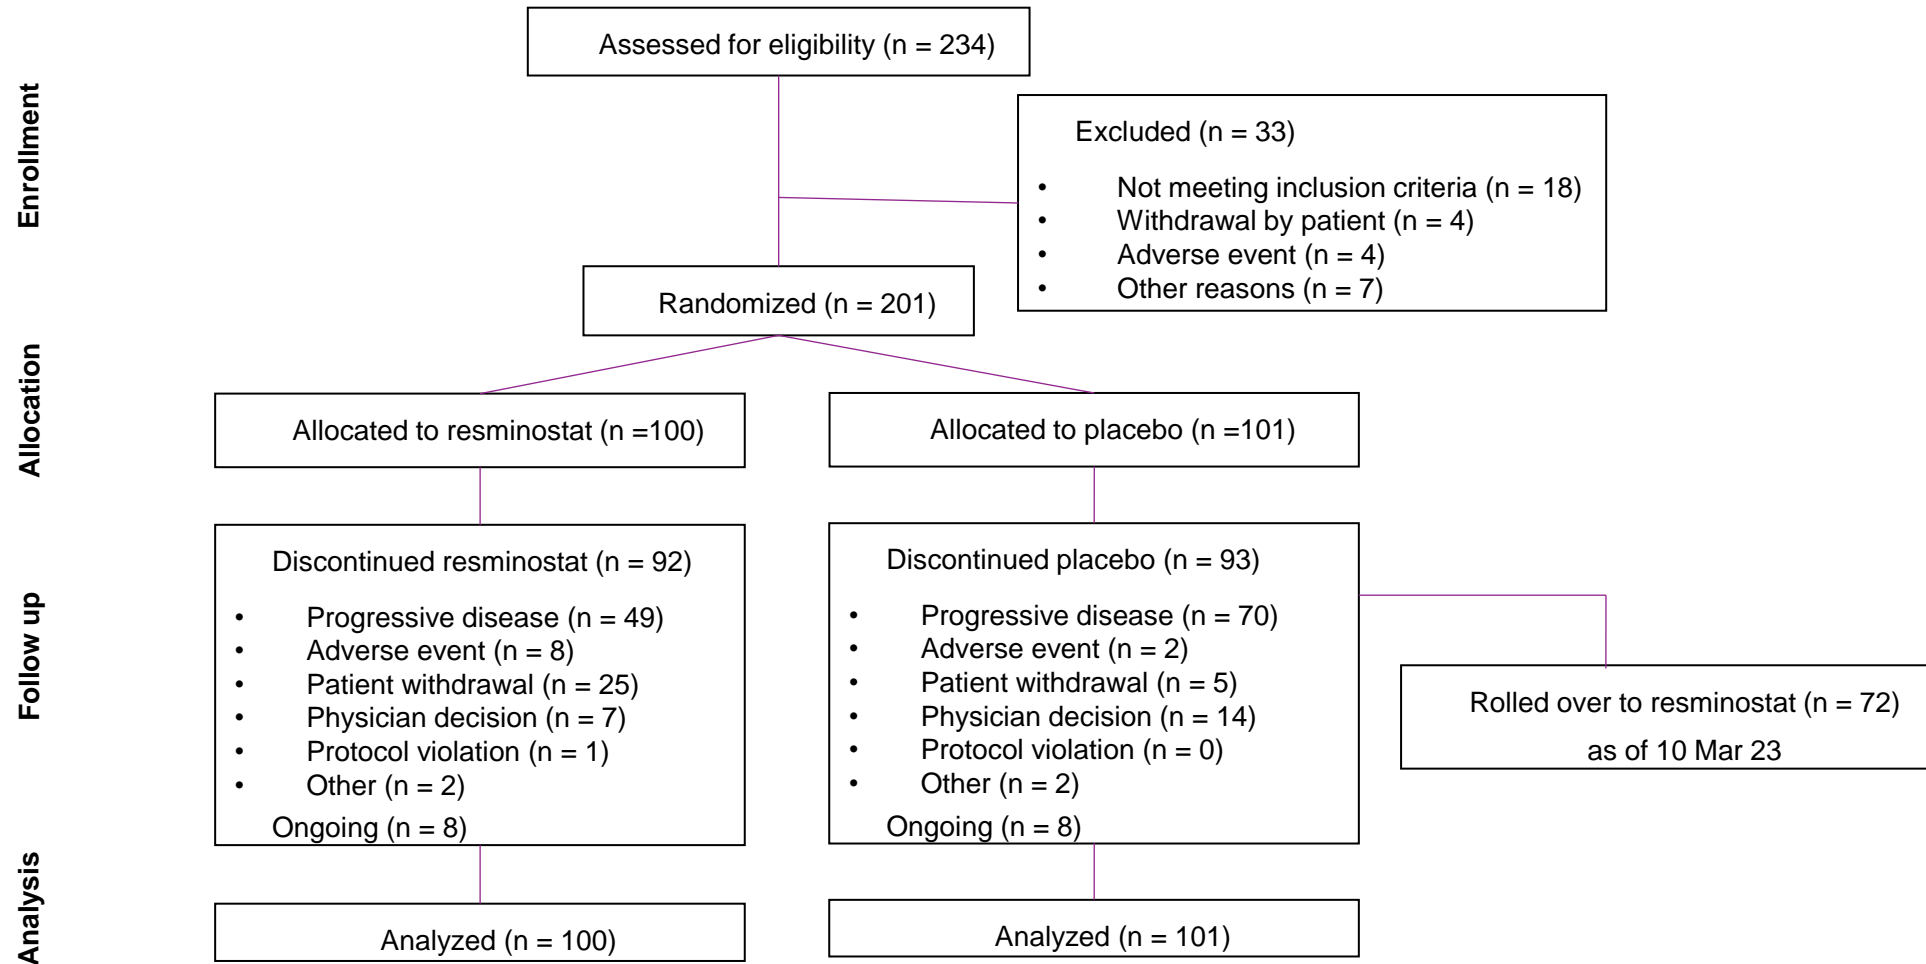 Enrollment
Assessed for eligibility (n = 234)
Excluded (n = 33)
• Not meeting inclusion criteria (n = 18)
• Withdrawal by patient (n = 4)
• Adverse event (n = 4)
• Other reasons (n = 7)
Randomized (n = 201)
Allocation
Allocated to resminostat (n =100)
Allocated to placebo (n =101)
Follow up
Discontinued resminostat (n = 92)
• Progressive disease (n = 49)
• Adverse event (n = 8)
• Patient withdrawal (n = 25)
• Physician decision (n = 7)
• Protocol violation (n = 1)
• Other (n = 2)
Ongoing (n = 8)
Discontinued placebo (n = 93)
• Progressive disease (n = 70)
• Adverse event (n = 2)
• Patient withdrawal (n = 5)
• Physician decision (n = 14)
• Protocol violation (n = 0)
• Other (n = 2)
Ongoing (n = 8)
Rolled over to resminostat (n = 72)
as of 10 Mar 23
Analysis
Analyzed (n = 100)
Analyzed (n = 101)